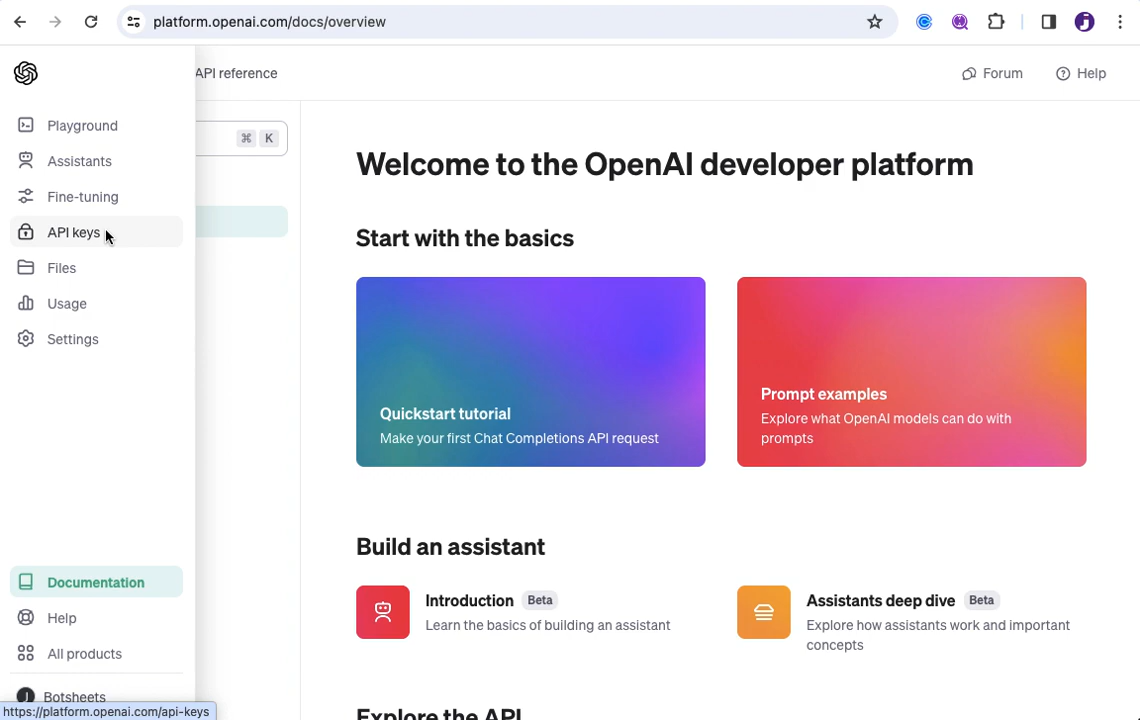 platform.openai.com/docs/overview
j
API reference
Forum
Help
Playground
Assistants
Fine-tuning
API keys
Files
Usage
Settings
Documentation
Help
All products
J
Botsheets
https://platform.openai.com/api-keys
⌘ K
Welcome to the OpenAI developer platform
Start with the basics
Quickstart tutorial
Make your first Chat Completions API request
Prompt examples
Explore what OpenAI models can do with
prompts
Build an assistant
Introduction Beta
Learn the basics of building an assistant
Assistants deep dive Beta
Explore how assistants work and important
concepts
Explore the API